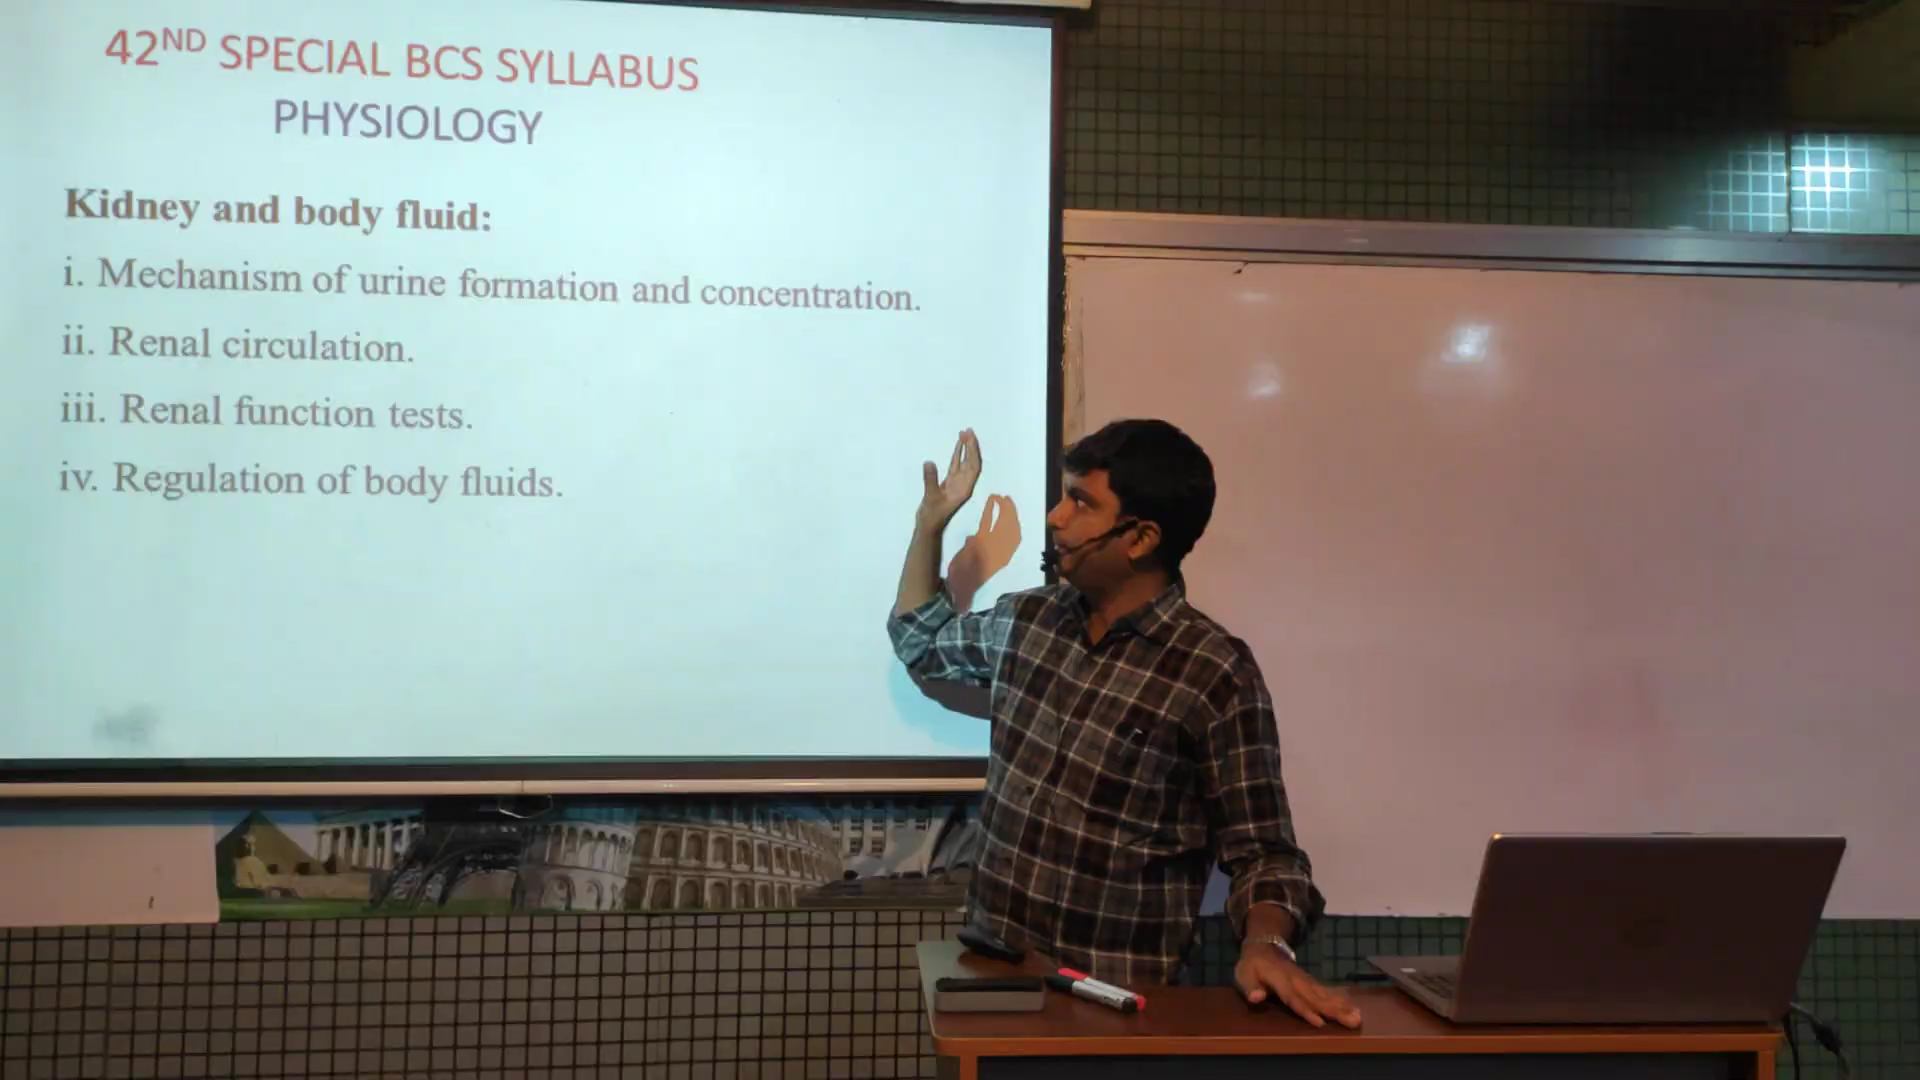 42ND SPECIAL BCS SYLLABUS
PHYSIOLOGY
Kidney and body fluid:
i. Mechanism of urine formation and concentration.
ii. Renal circulation.
iii. Renal function tests.
iv. Regulation of body fluids.